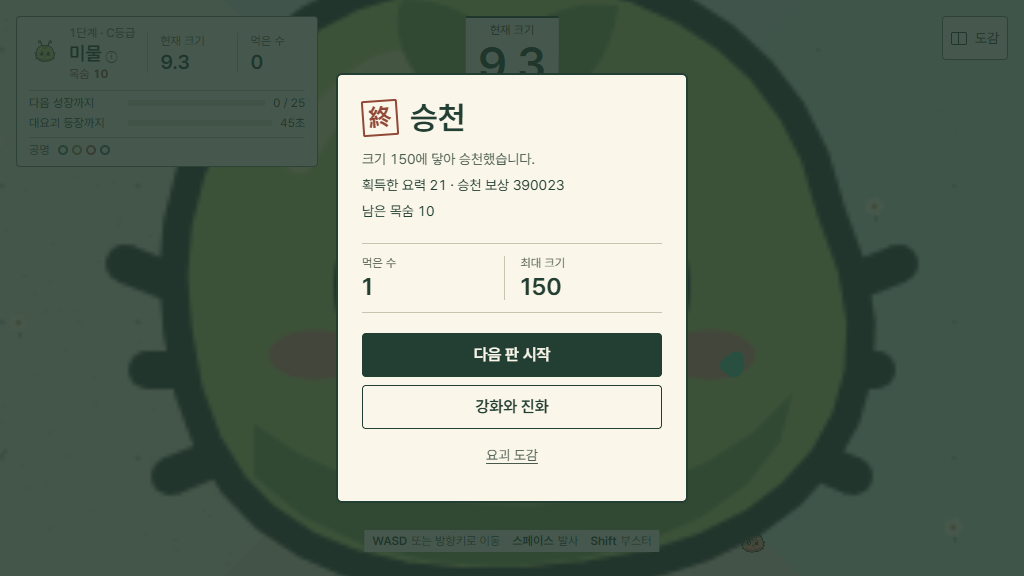 1단계 · C등급
미물
목숨 10
현재 크기
9.3
먹은 수
0
다음 성장까지
0 / 25
대요괴 등장까지
45초
공명
현재 크기
9.3
도감
終 승천
크기 150에 닿아 승천했습니다.
획득한 요력 21 · 승천 보상 390023
남은 목숨 10
먹은 수
1
최대 크기
150
다음 판 시작
강화와 진화
요괴 도감
WASD 또는 방향키로 이동 스페이스 발사 Shift 부스터